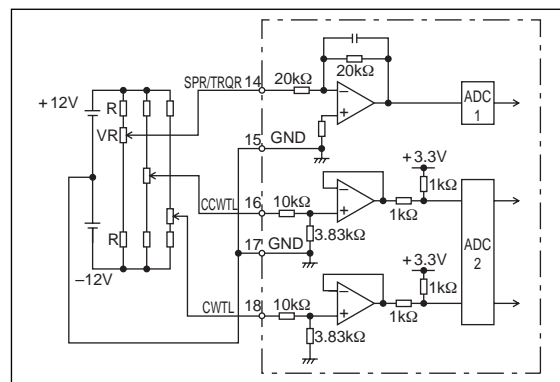 SPR/TRQR 14
20kΩ
20kΩ
+12V
R
VR
ADC
1
15 GND
+3.3V
1kΩ
CCWTL
16
10kΩ
1kΩ
3.83kΩ
R
17 GND
ADC
2
+3.3V
1kΩ
−12V
CWTL
18
10kΩ
1kΩ
3.83kΩ